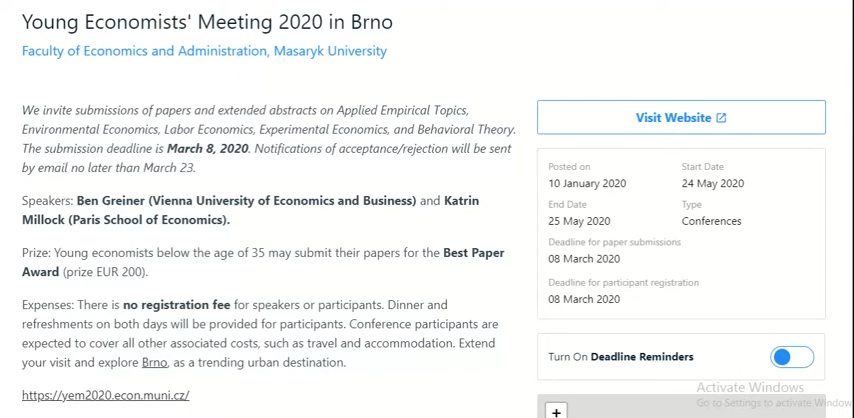 Young Economists' Meeting 2020 in Brno
Faculty of Economics and Administration, Masaryk University
We invite submissions of papers and extended abstracts on Applied Empirical Topics,
Environmental Economics, Labor Economics, Experimental Economics, and Behavioral Theory.
The submission deadline is March 8, 2020. Notifications of acceptance/rejection will be sent
by email no later than March 23.
Speakers: Ben Greiner (Vienna University of Economics and Business) and Katrin
Millock (Paris School of Economics).
Prize: Young economists below the age of 35 may submit their papers for the Best Paper
Award (prize EUR 200).
Expenses: There is no registration fee for speakers or participants. Dinner and
refreshments on both days will be provided for participants. Conference participants are
expected to cover all other associated costs, such as travel and accommodation. Extend
your visit and explore Brno, as a trending urban destination.
https://yem2020.econ.muni.cz/
Visit Website
Posted on Start Date
10 January 2020 24 May 2020
End Date Type
25 May 2020 Conferences
Deadline for paper submissions
08 March 2020
Deadline for participant registration
08 March 2020
Turn On Deadline Reminders
Activate Windows
Go to Settings to activate Window
+